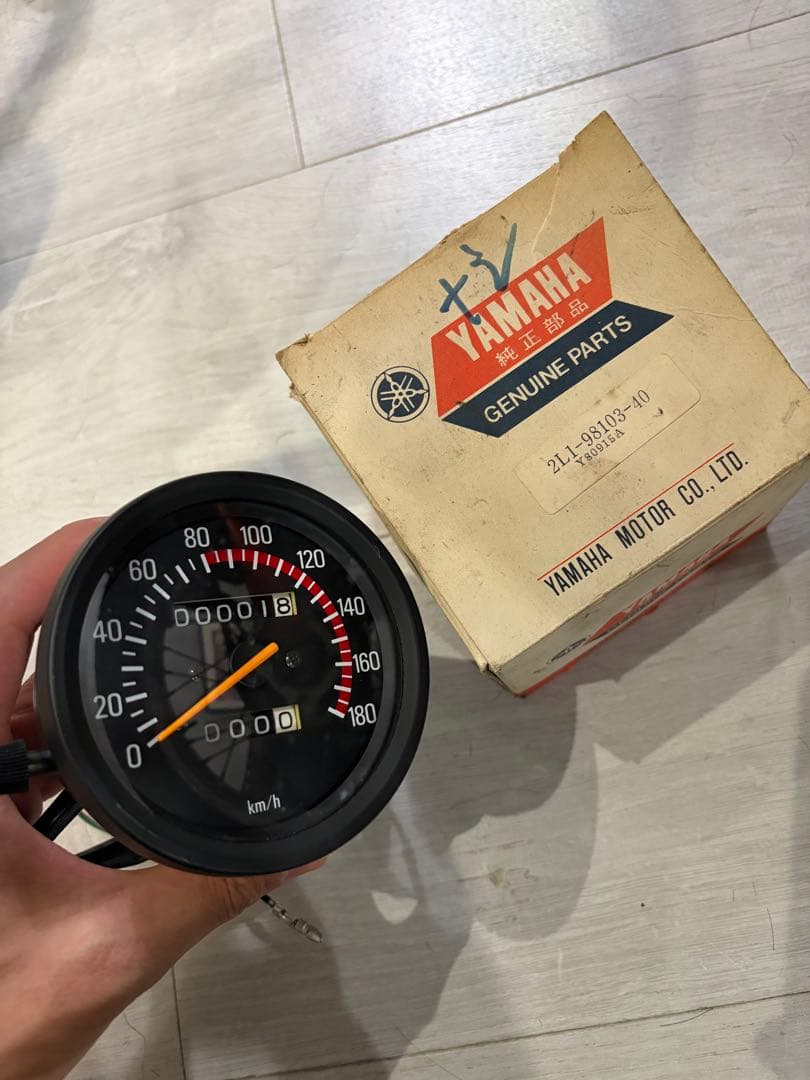 YAMAHA
純正部品
GENUINE PARTS
2L1-98103-40
Y80915A
YAMAHA MOTOR CO., LTD.
0 20 40 60 80 100 120 140 160 180
000018
0000
km/h